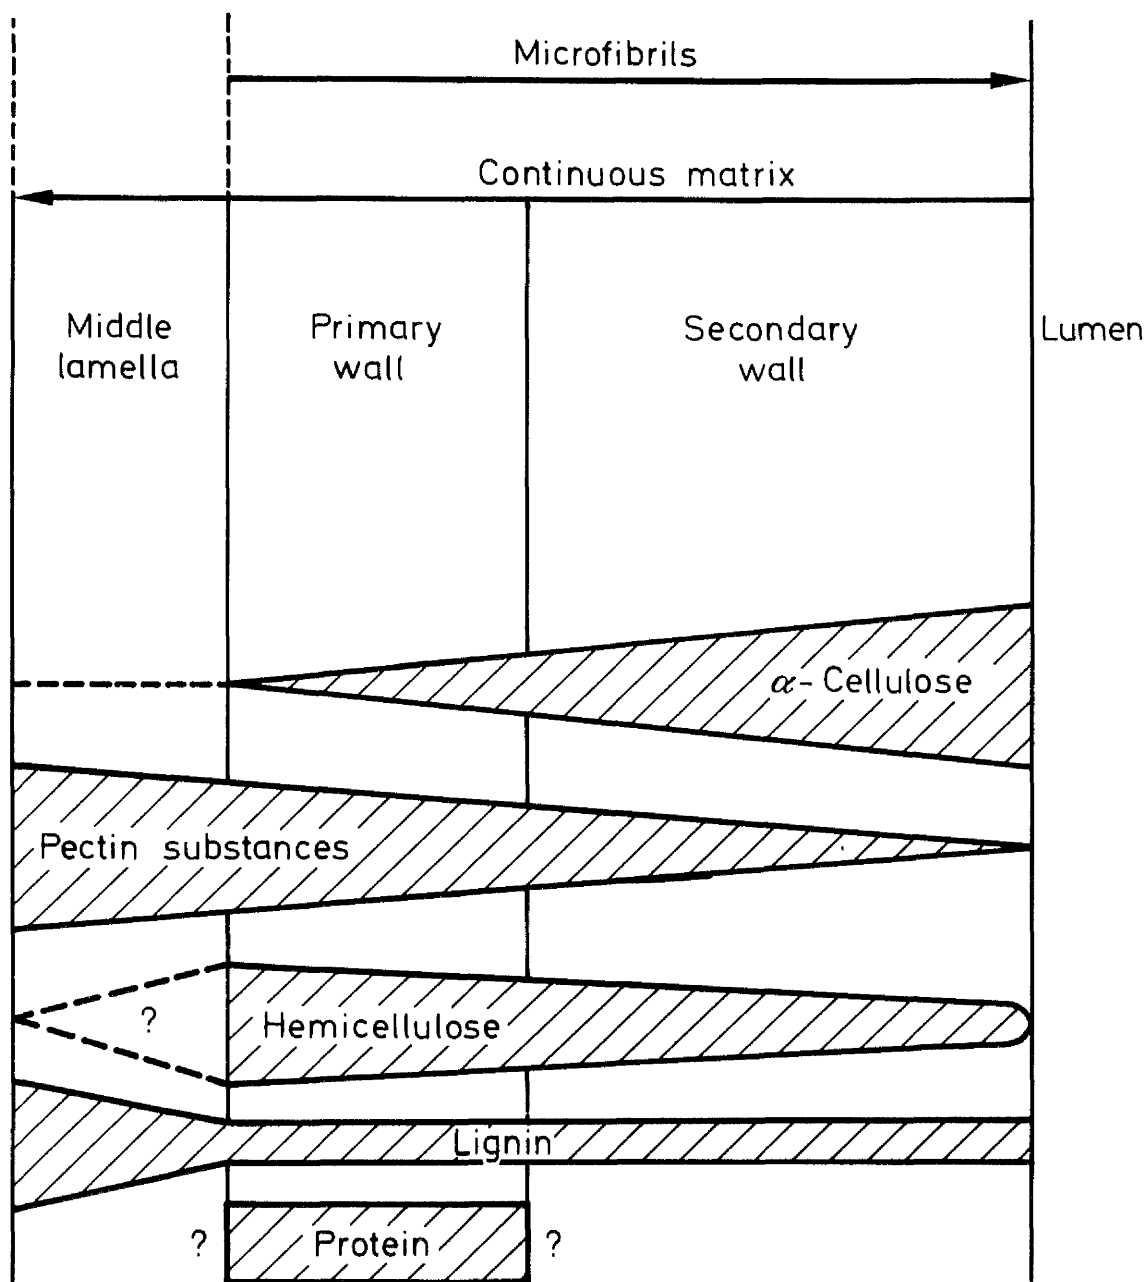 Microfibrils
Continuous matrix
Middle
lamella
Primary
wall
Secondary
wall
Lumen
α-Cellulose
Pectin substances
?
Hemicellulose
Lignin
?
Protein
?